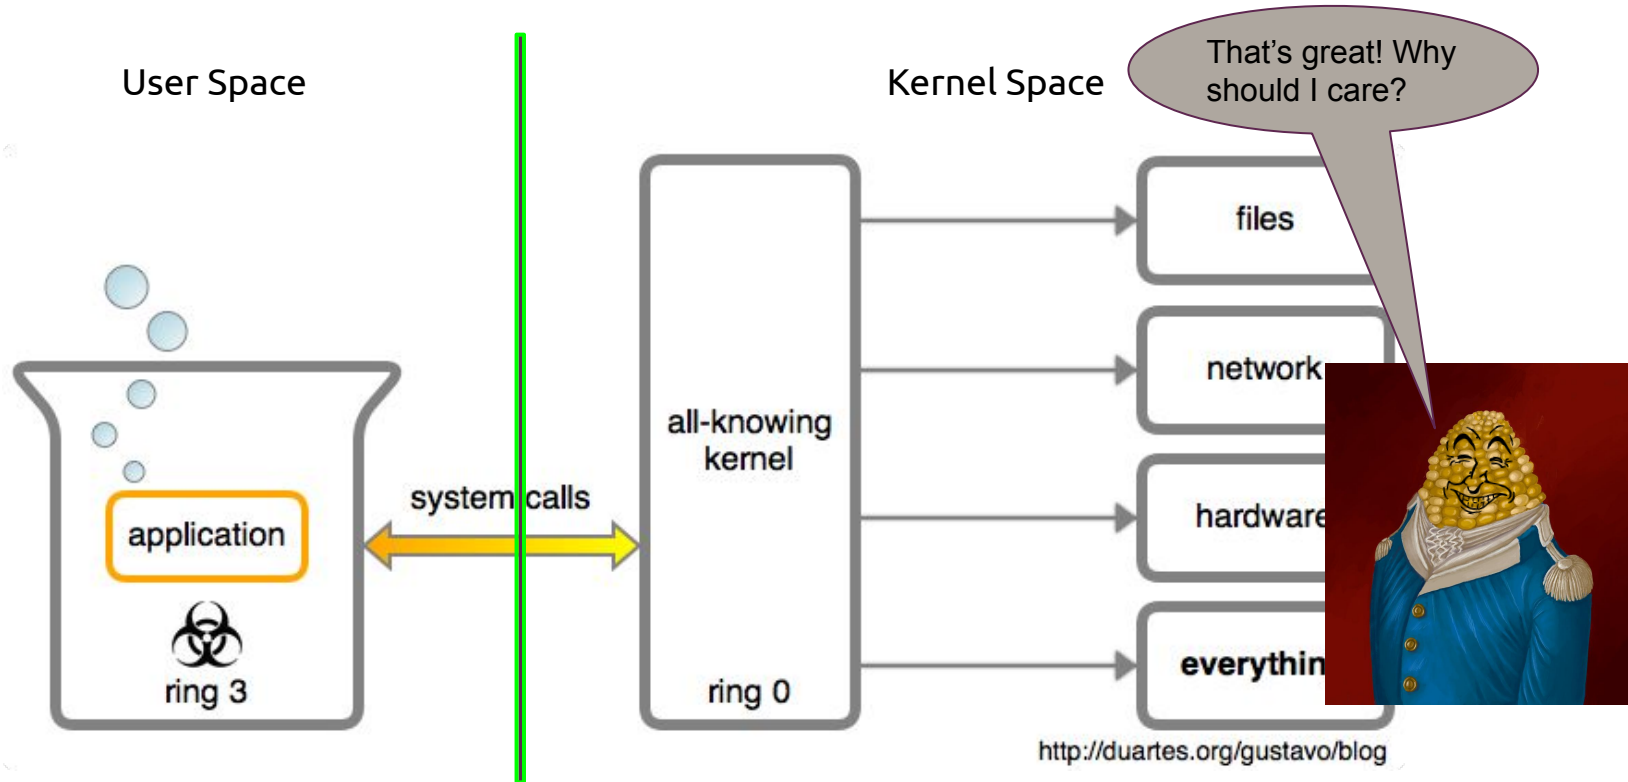 User Space
Kernel Space
That's great! Why
should I care?
files
network
all-knowing
kernel
system calls
application
hardware
everythin
ring 3
ring 0
http://duartes.org/gustavo/blog